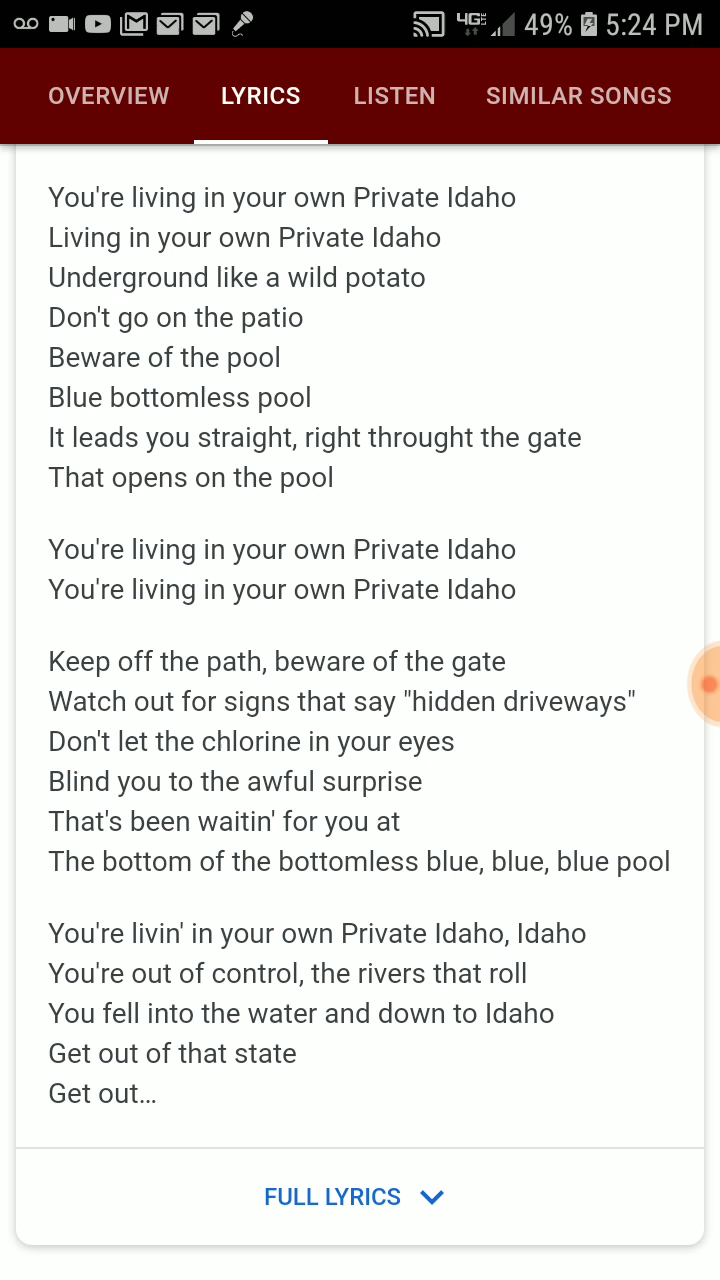 49% 5:24 PM
OVERVIEW LYRICS LISTEN SIMILAR SONGS
You're living in your own Private Idaho
Living in your own Private Idaho
Underground like a wild potato
Don't go on the patio
Beware of the pool
Blue bottomless pool
It leads you straight, right throught the gate
That opens on the pool
You're living in your own Private Idaho
You're living in your own Private Idaho
Keep off the path, beware of the gate
Watch out for signs that say "hidden driveways"
Don't let the chlorine in your eyes
Blind you to the awful surprise
That's been waitin' for you at
The bottom of the bottomless blue, blue, blue pool
You're livin' in your own Private Idaho, Idaho
You're out of control, the rivers that roll
You fell into the water and down to Idaho
Get out of that state
Get out...
FULL LYRICS